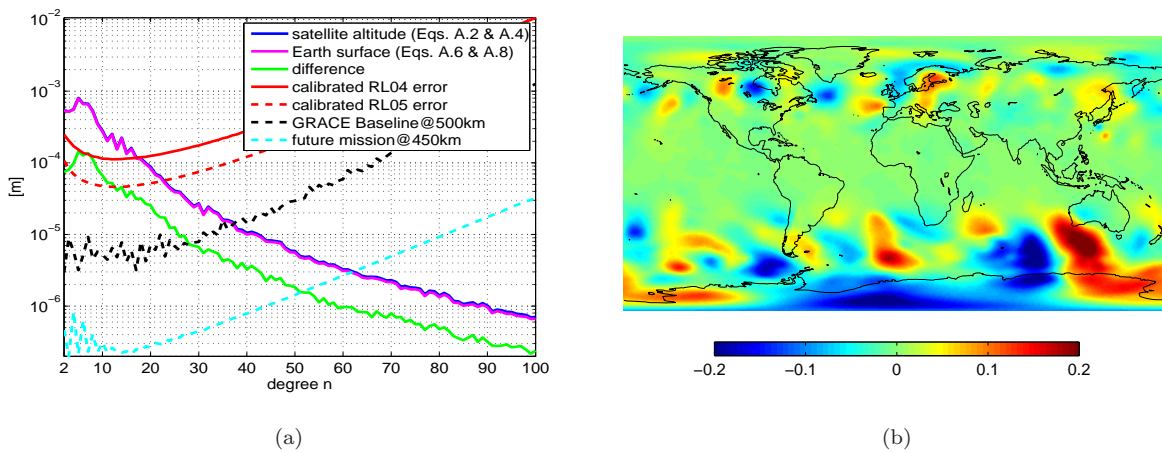 10^−2
10^−3
10^−4
10^−5
10^−6
[m]
satellite altitude (Eqs. A.2 & A.4)
Earth surface (Eqs. A.6 & A.8)
difference
calibrated RL04 error
calibrated RL05 error
GRACE Baseline@500km
future mission@450km
2 10 20 30 40 50 60 70 80 90 100
degree n
(a)
−0.2 −0.1 0 0.1 0.2
(b)